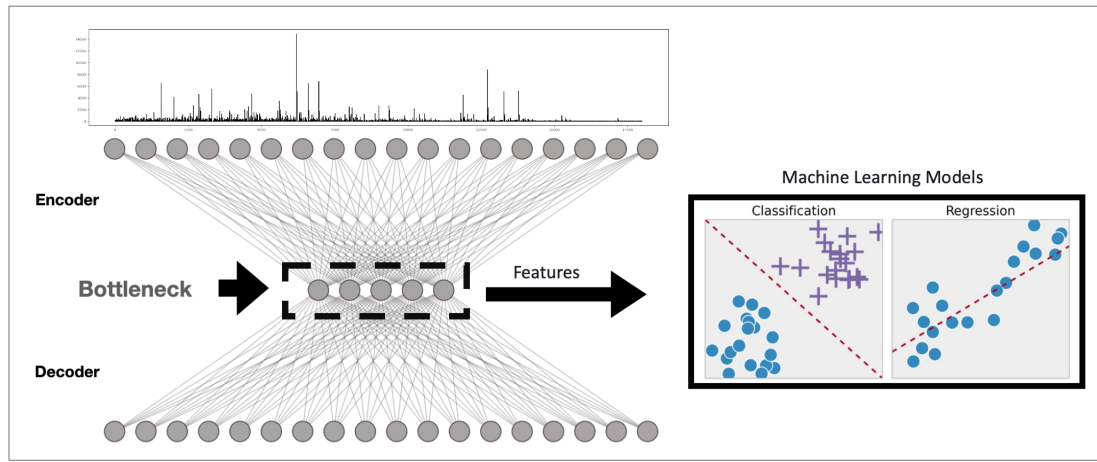 Machine Learning Models
Classification
Regression
Encoder
Features
Bottleneck
Decoder